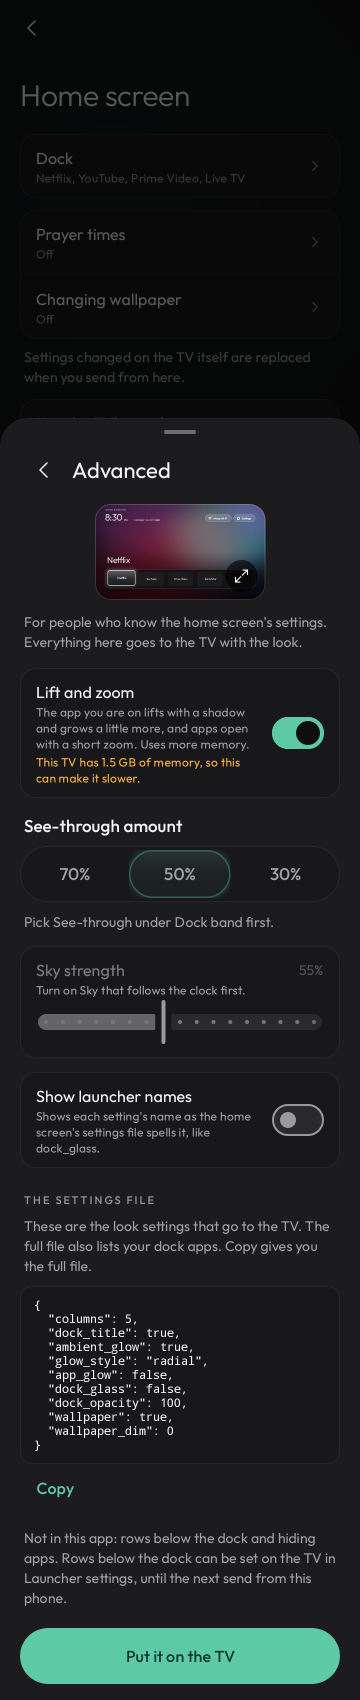 Home screen
Dock
Netflix, YouTube, Prime Video, Live TV
Prayer times
Off
Changing wallpaper
Off
Settings changed on the TV itself are replaced
when you send from here.
Advanced
8:30
Netflix
For people who know the home screen's settings.
Everything here goes to the TV with the look.
Lift and zoom
The app you are on lifts with a shadow
and grows a little more, and apps open
with a short zoom. Uses more memory.
This TV has 1.5 GB of memory, so this
can make it slower.
See-through amount
70%
50%
30%
Pick See-through under Dock band first.
Sky strength
55%
Turn on Sky that follows the clock first.
Show launcher names
Shows each setting's name as the home
screen's settings file spells it, like
dock_glass.
THE SETTINGS FILE
These are the look settings that go to the TV. The
full file also lists your dock apps. Copy gives you
the full file.
{
"columns": 5,
"dock_title": true,
"ambient_glow": true,
"glow_style": "radial",
"app_glow": false,
"dock_glass": false,
"dock_opacity": 100,
"wallpaper": true,
"wallpaper_dim": 0
}
Copy
Not in this app: rows below the dock and hiding
apps. Rows below the dock can be set on the TV in
Launcher settings, until the next send from this
phone.
Put it on the TV